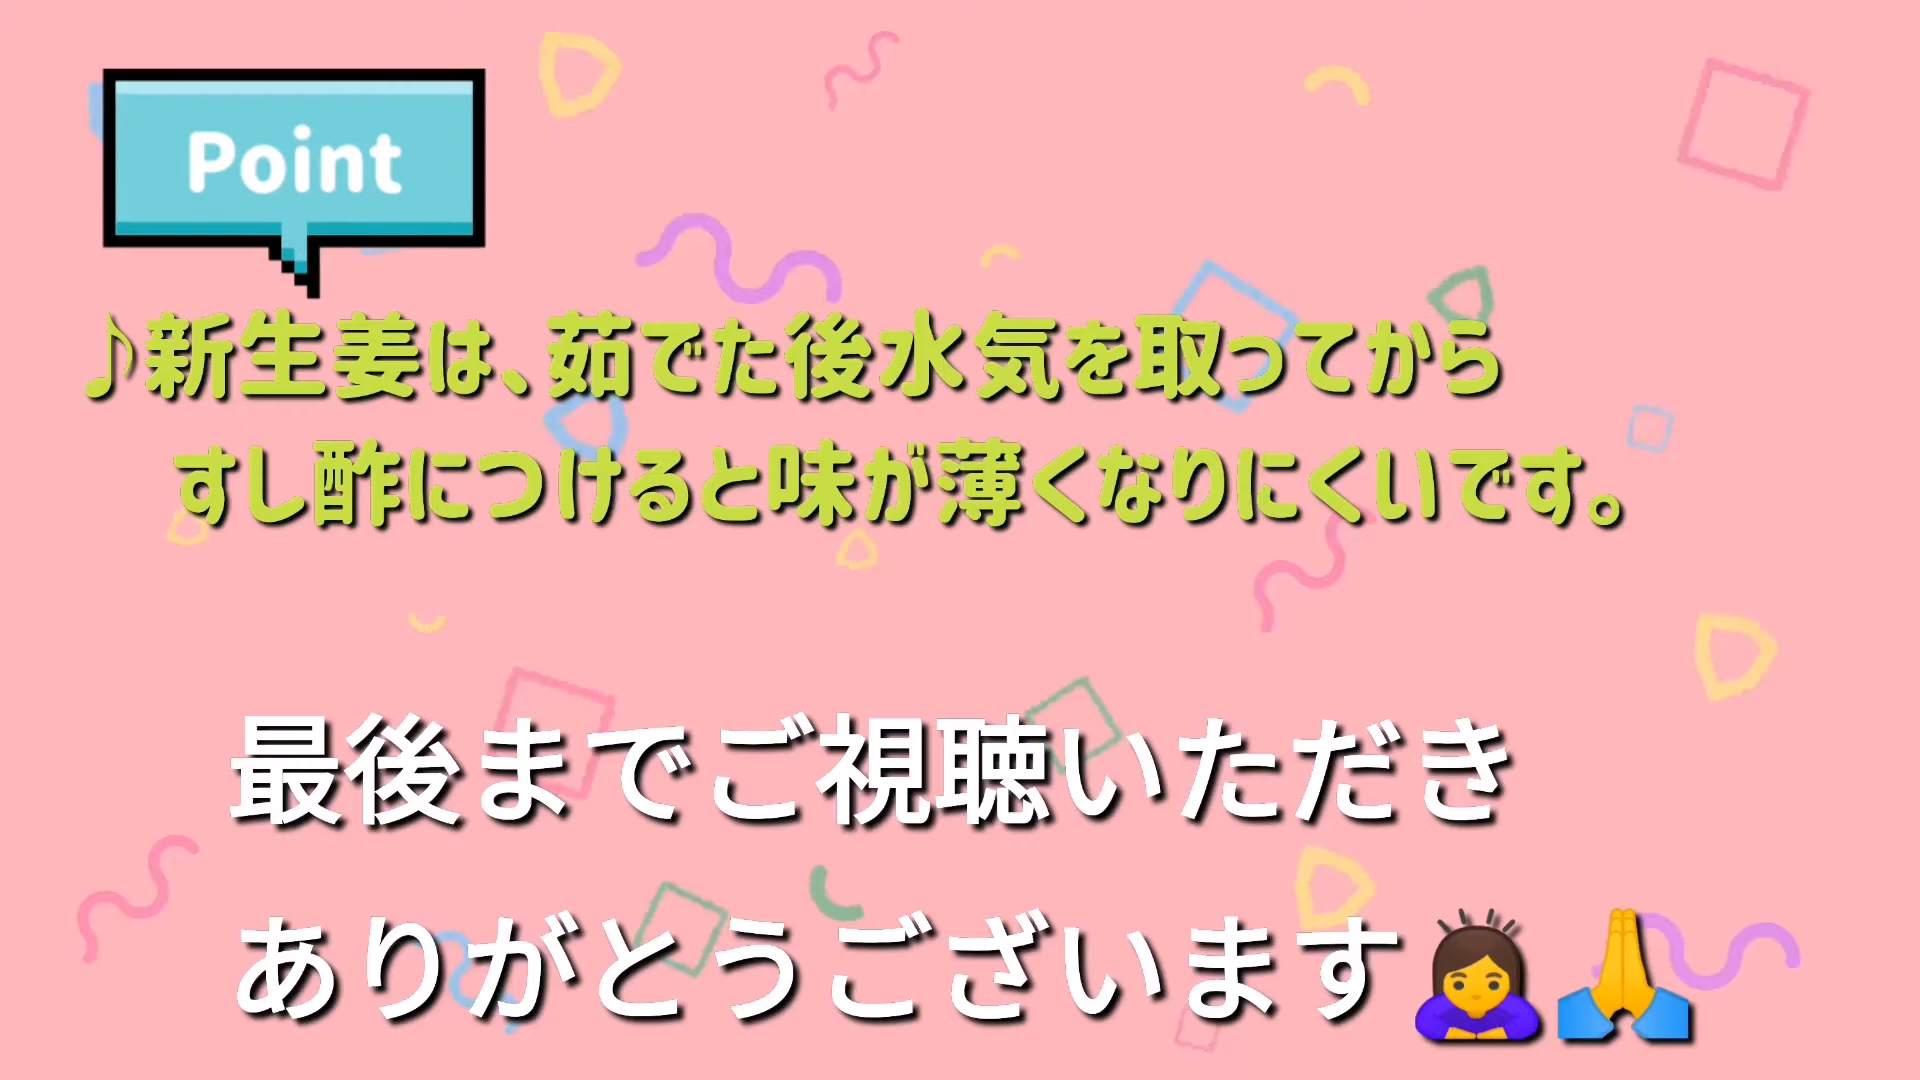 Point
♪新生姜は、茹でた後水気を取ってから
すし酢につけると味が薄くなりにくいです。
最後までご視聴いただき
ありがとうございます🙇‍♀️🙏